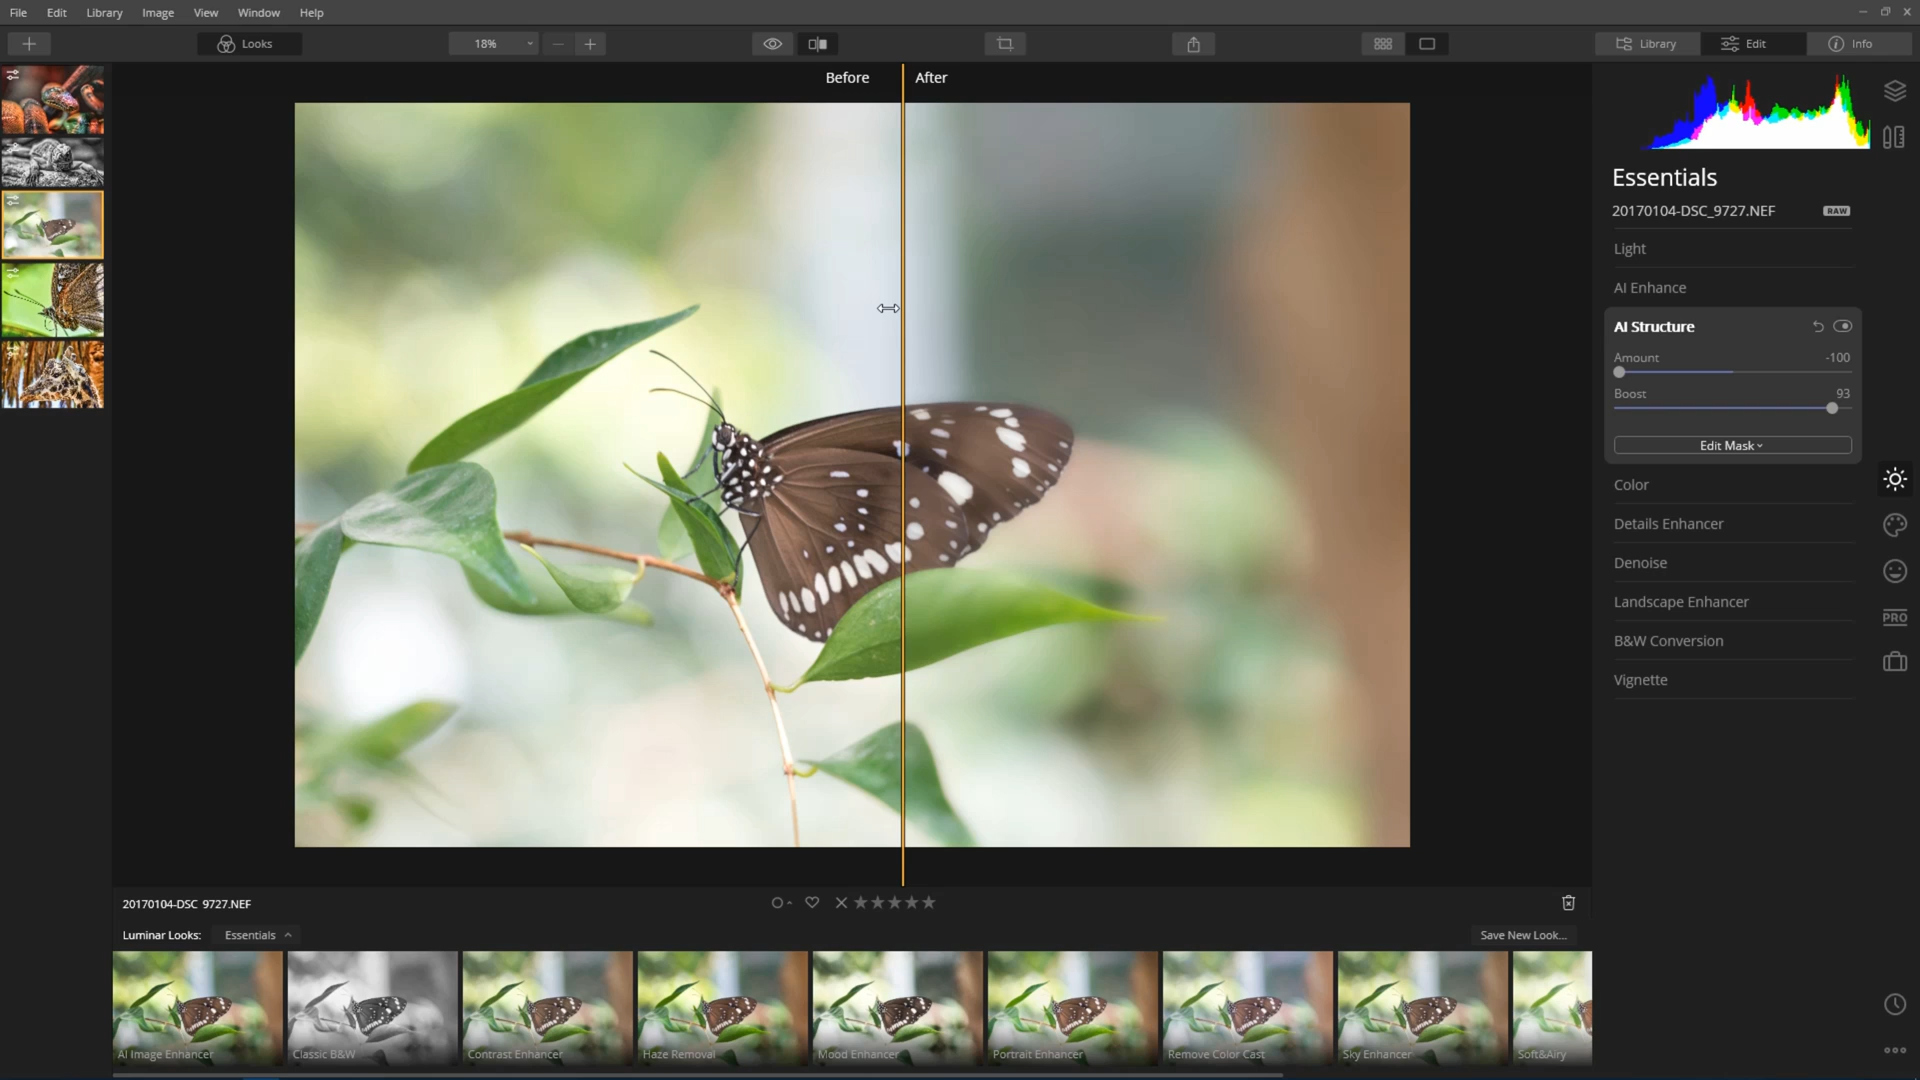 File Edit Library Image View Window Help
Looks 18% Library Edit Info
Before After
Essentials
20170104-DSC_9727.NEF RAW
Light
AI Enhance
AI Structure
Amount -100
Boost 93
Edit Mask
Color
Details Enhancer
Denoise
Landscape Enhancer
B&W Conversion
Vignette
PRO
20170104-DSC 9727.NEF
Luminar Looks: Essentials Save New Look...
AI Image Enhancer Classic B&W Contrast Enhancer Haze Removal Mood Enhancer Portrait Enhancer Remove Color Cast Sky Enhancer Soft&Airy